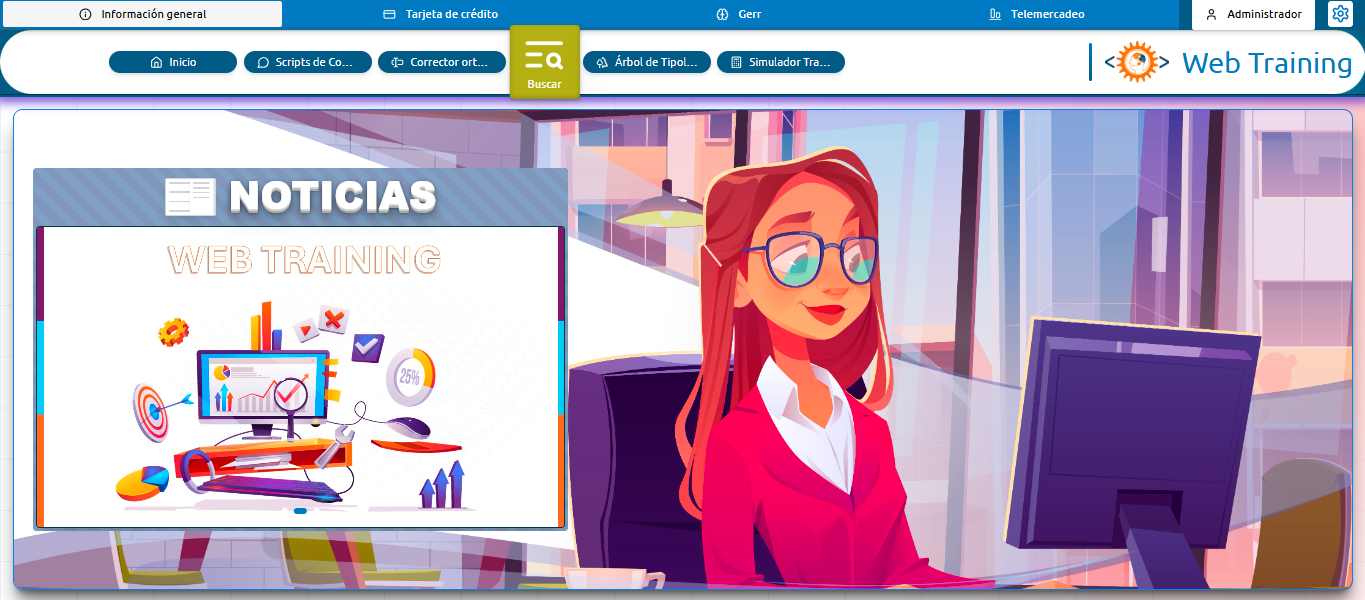 Información general
Tarjeta de crédito
Gerr
Telemercadeo
Administrador
Inicio
Scripts de Co...
Corrector ort...
Buscar
Árbol de Tipol...
Simulador Tra...
<> Web Training
NOTICIAS
WEB TRAINING
25%